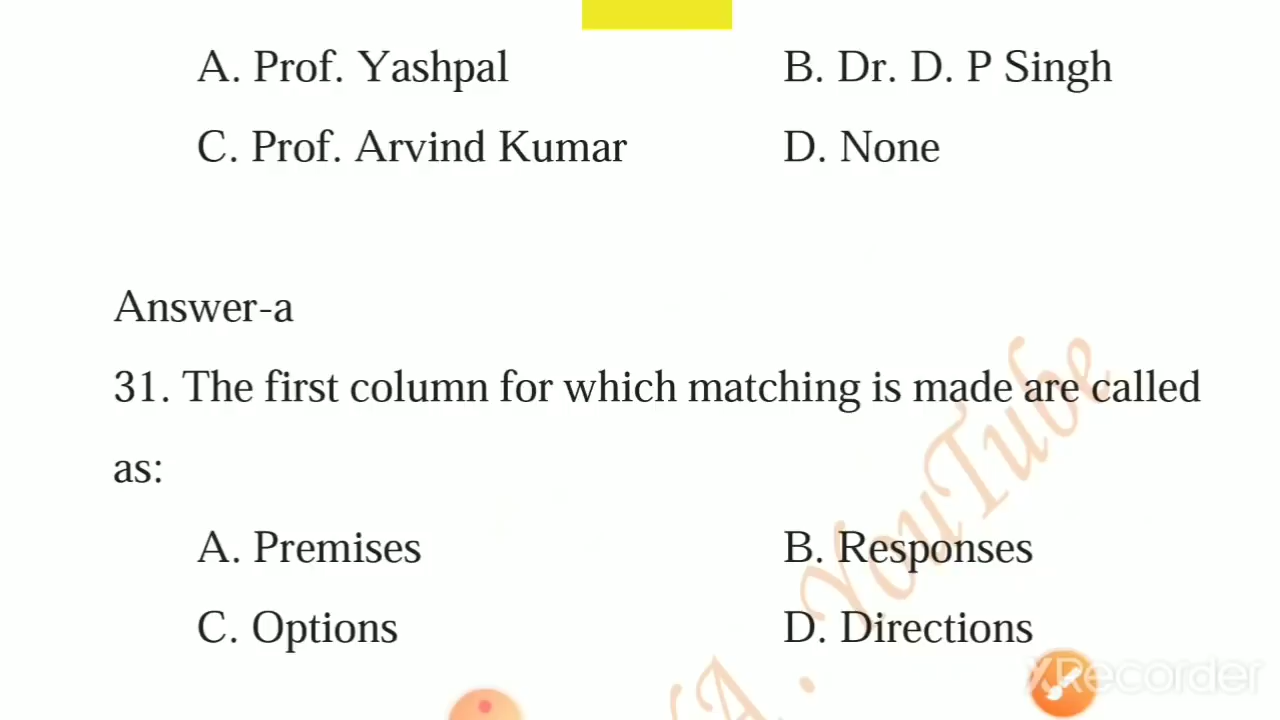 A. Prof. Yashpal B. Dr. D. P Singh
C. Prof. Arvind Kumar D. None
Answer-a
31. The first column for which matching is made are called
as:
A. Premises B. Responses
C. Options D. Directions
A. YouTube
XRecorder